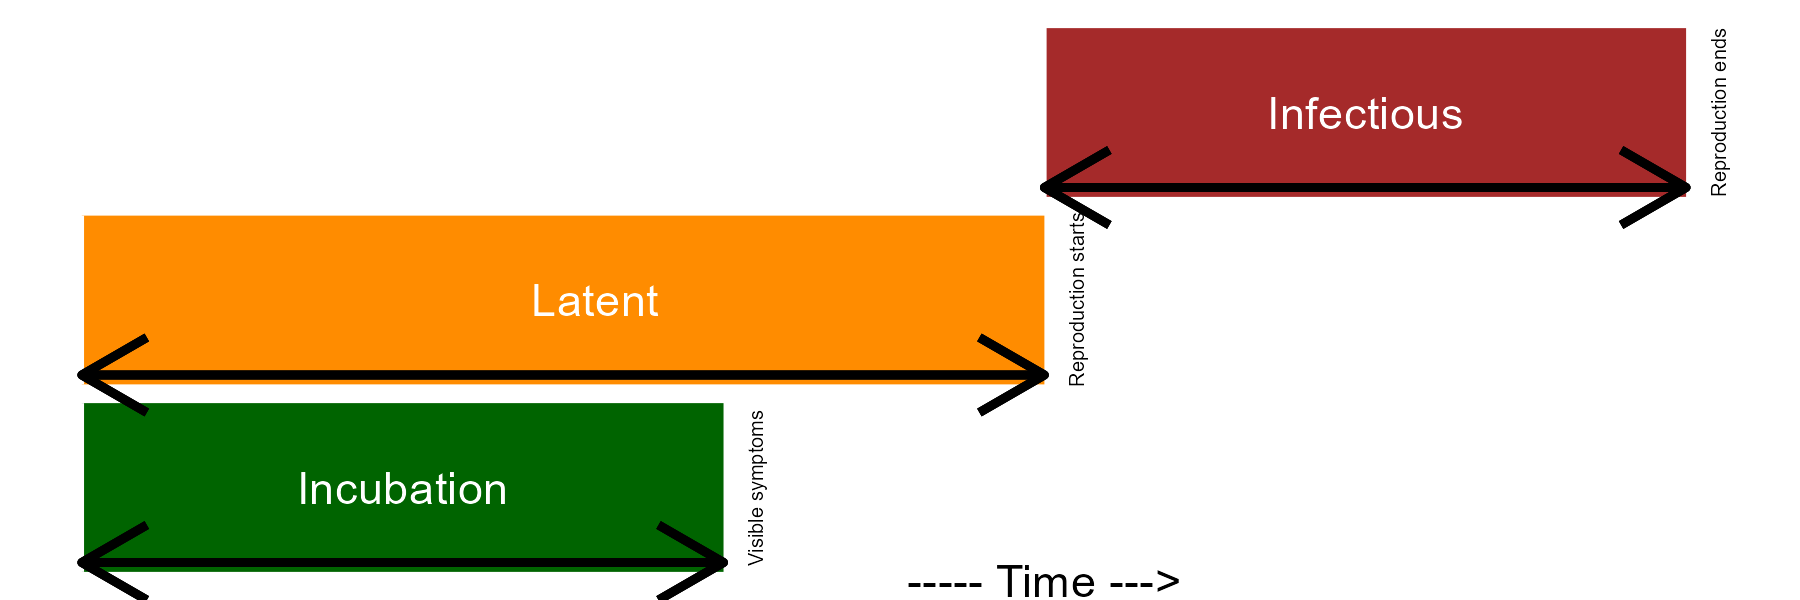 Infectious
Reproduction ends
Latent
Reproduction starts
Incubation
Visible symptoms
----- Time --->